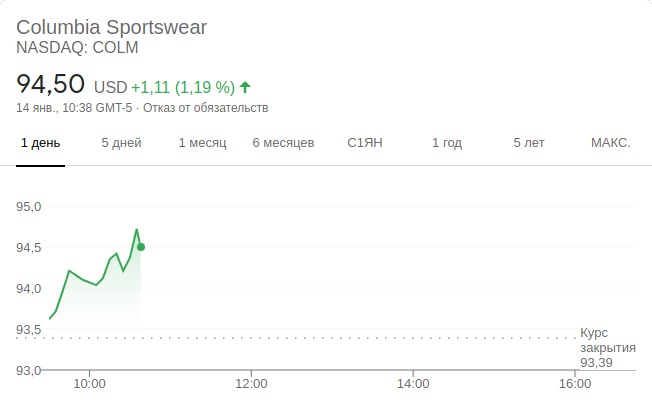 Columbia Sportswear
NASDAQ: COLM
94,50 USD +1,11 (1,19 %)
14 янв., 10:38 GMT-5 · Отказ от обязательств
1 день 5 дней 1 месяц 6 месяцев С1ЯН 1 год 5 лет МАКС.
95,0
94,5
94,0
93,5
93,0
Курс
закрытия
93,39
10:00 12:00 14:00 16:00